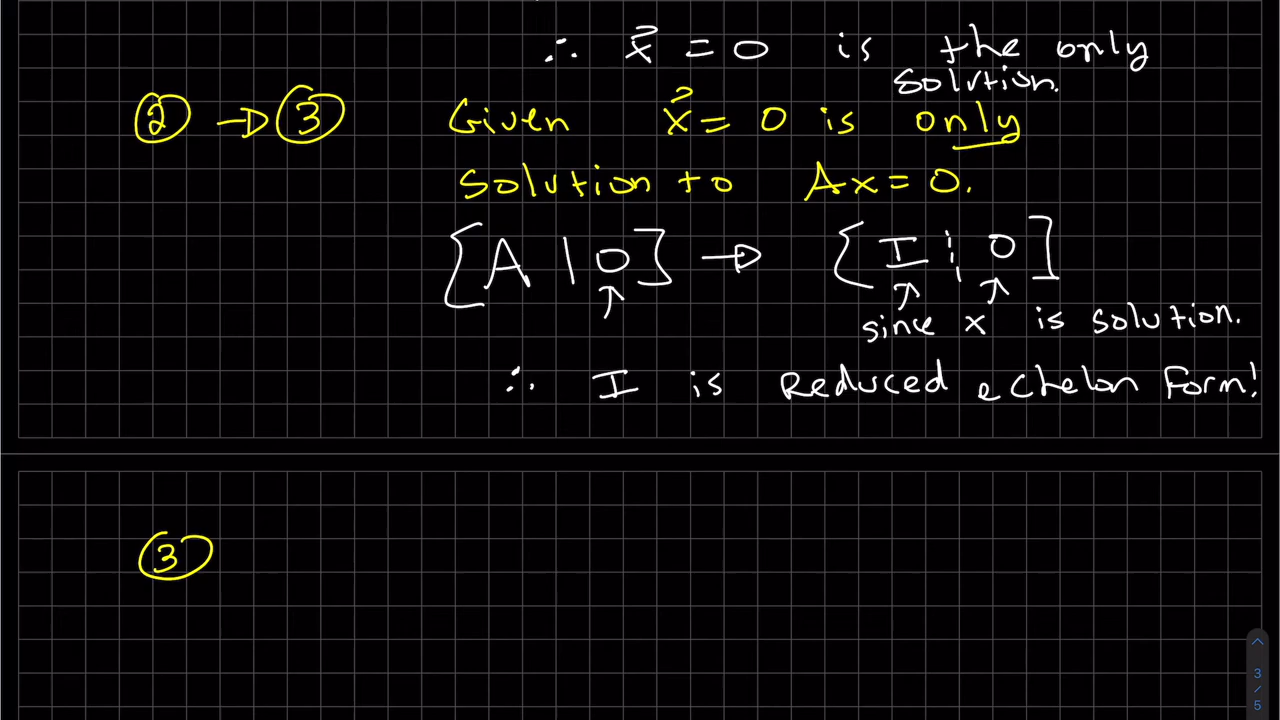 ∴ x⃗ = 0 is the only
solution.
② → ③ Given x⃗ = 0 is only
solution to Ax = 0.
[A | 0] → [I ¦ 0]
↑ ↑ ↑
since x is solution.
∴ I is Reduced echelon Form!
③
3
/
5